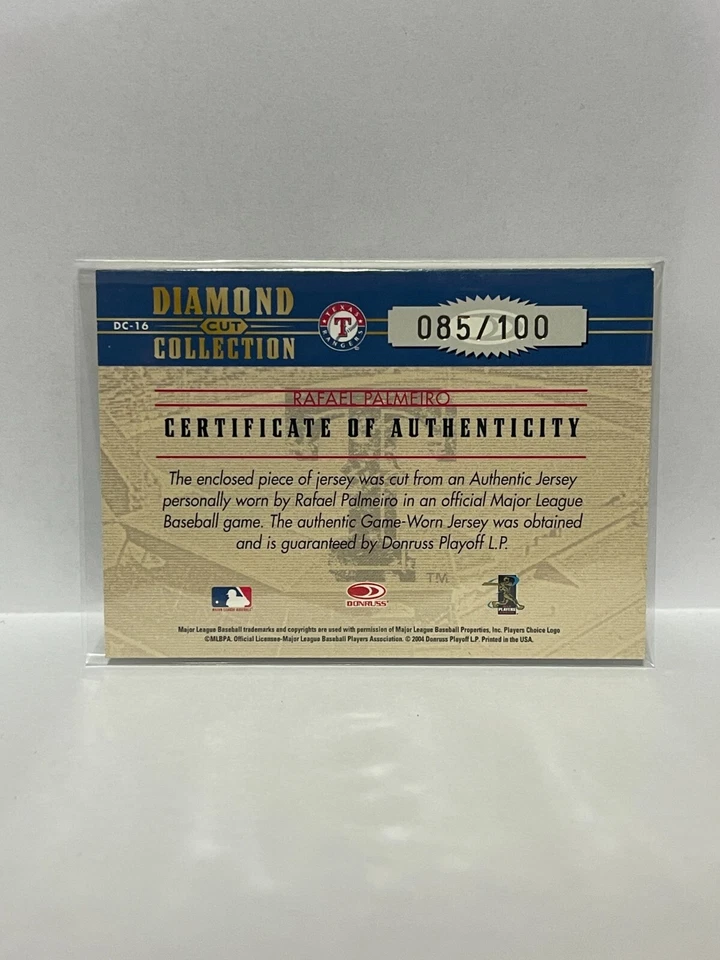 DIAMOND
CUT
COLLECTION
DC-16
TEXAS
T
RANGERS
085/100
RAFAEL PALMEIRO
CERTIFICATE OF AUTHENTICITY
The enclosed piece of jersey was cut from an Authentic Jersey
personally worn by Rafael Palmeiro in an official Major League
Baseball game. The authentic Game-Worn Jersey was obtained
and is guaranteed by Donruss Playoff L.P.
TM
DONRUSS
PLAYERS
Major League Baseball trademarks and copyrights are used with permission of Major League Baseball Properties, Inc. Players Choice Logo
©MLBPA. Official Licensee-Major League Baseball Players Association. © 2004 Donruss Playoff L.P. Printed in the USA.